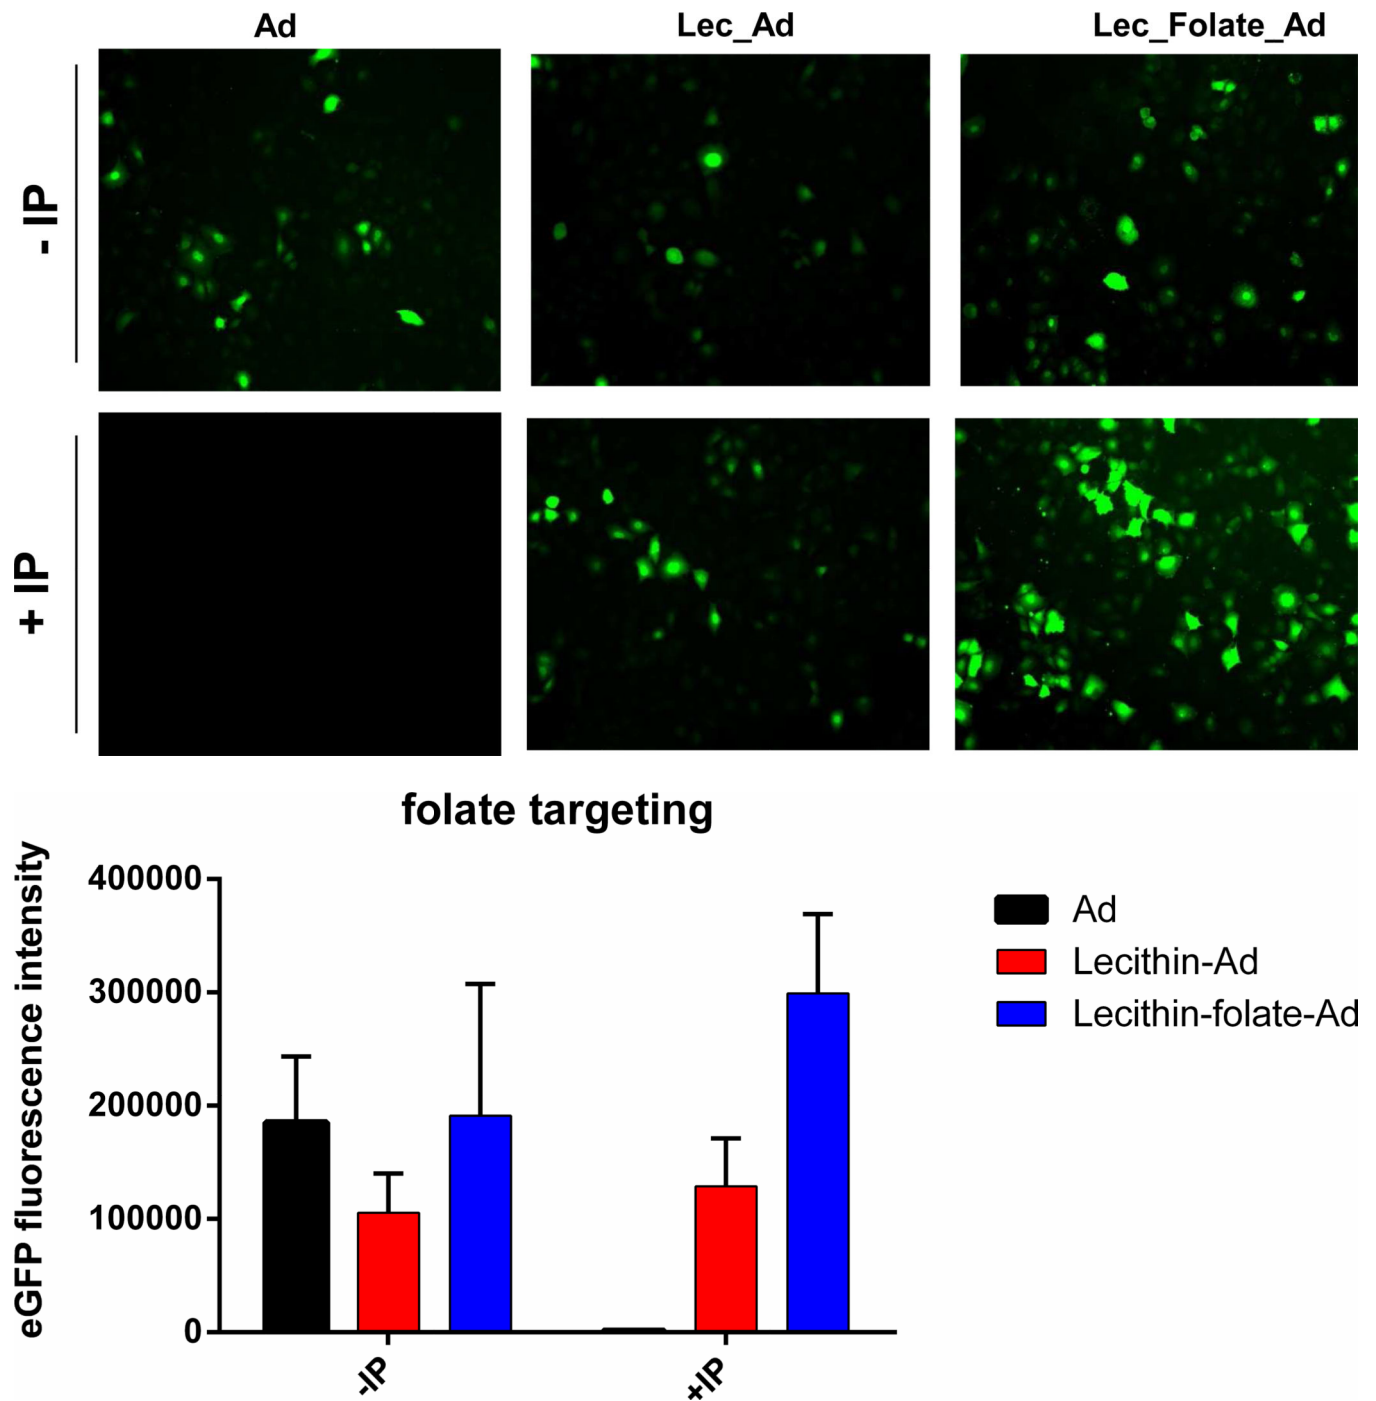 Ad
Lec_Ad
Lec_Folate_Ad
- IP
+ IP
folate targeting
eGFP fluorescence intensity
400000
300000
200000
100000
0
-IP
+IP
Ad
Lecithin-Ad
Lecithin-folate-Ad